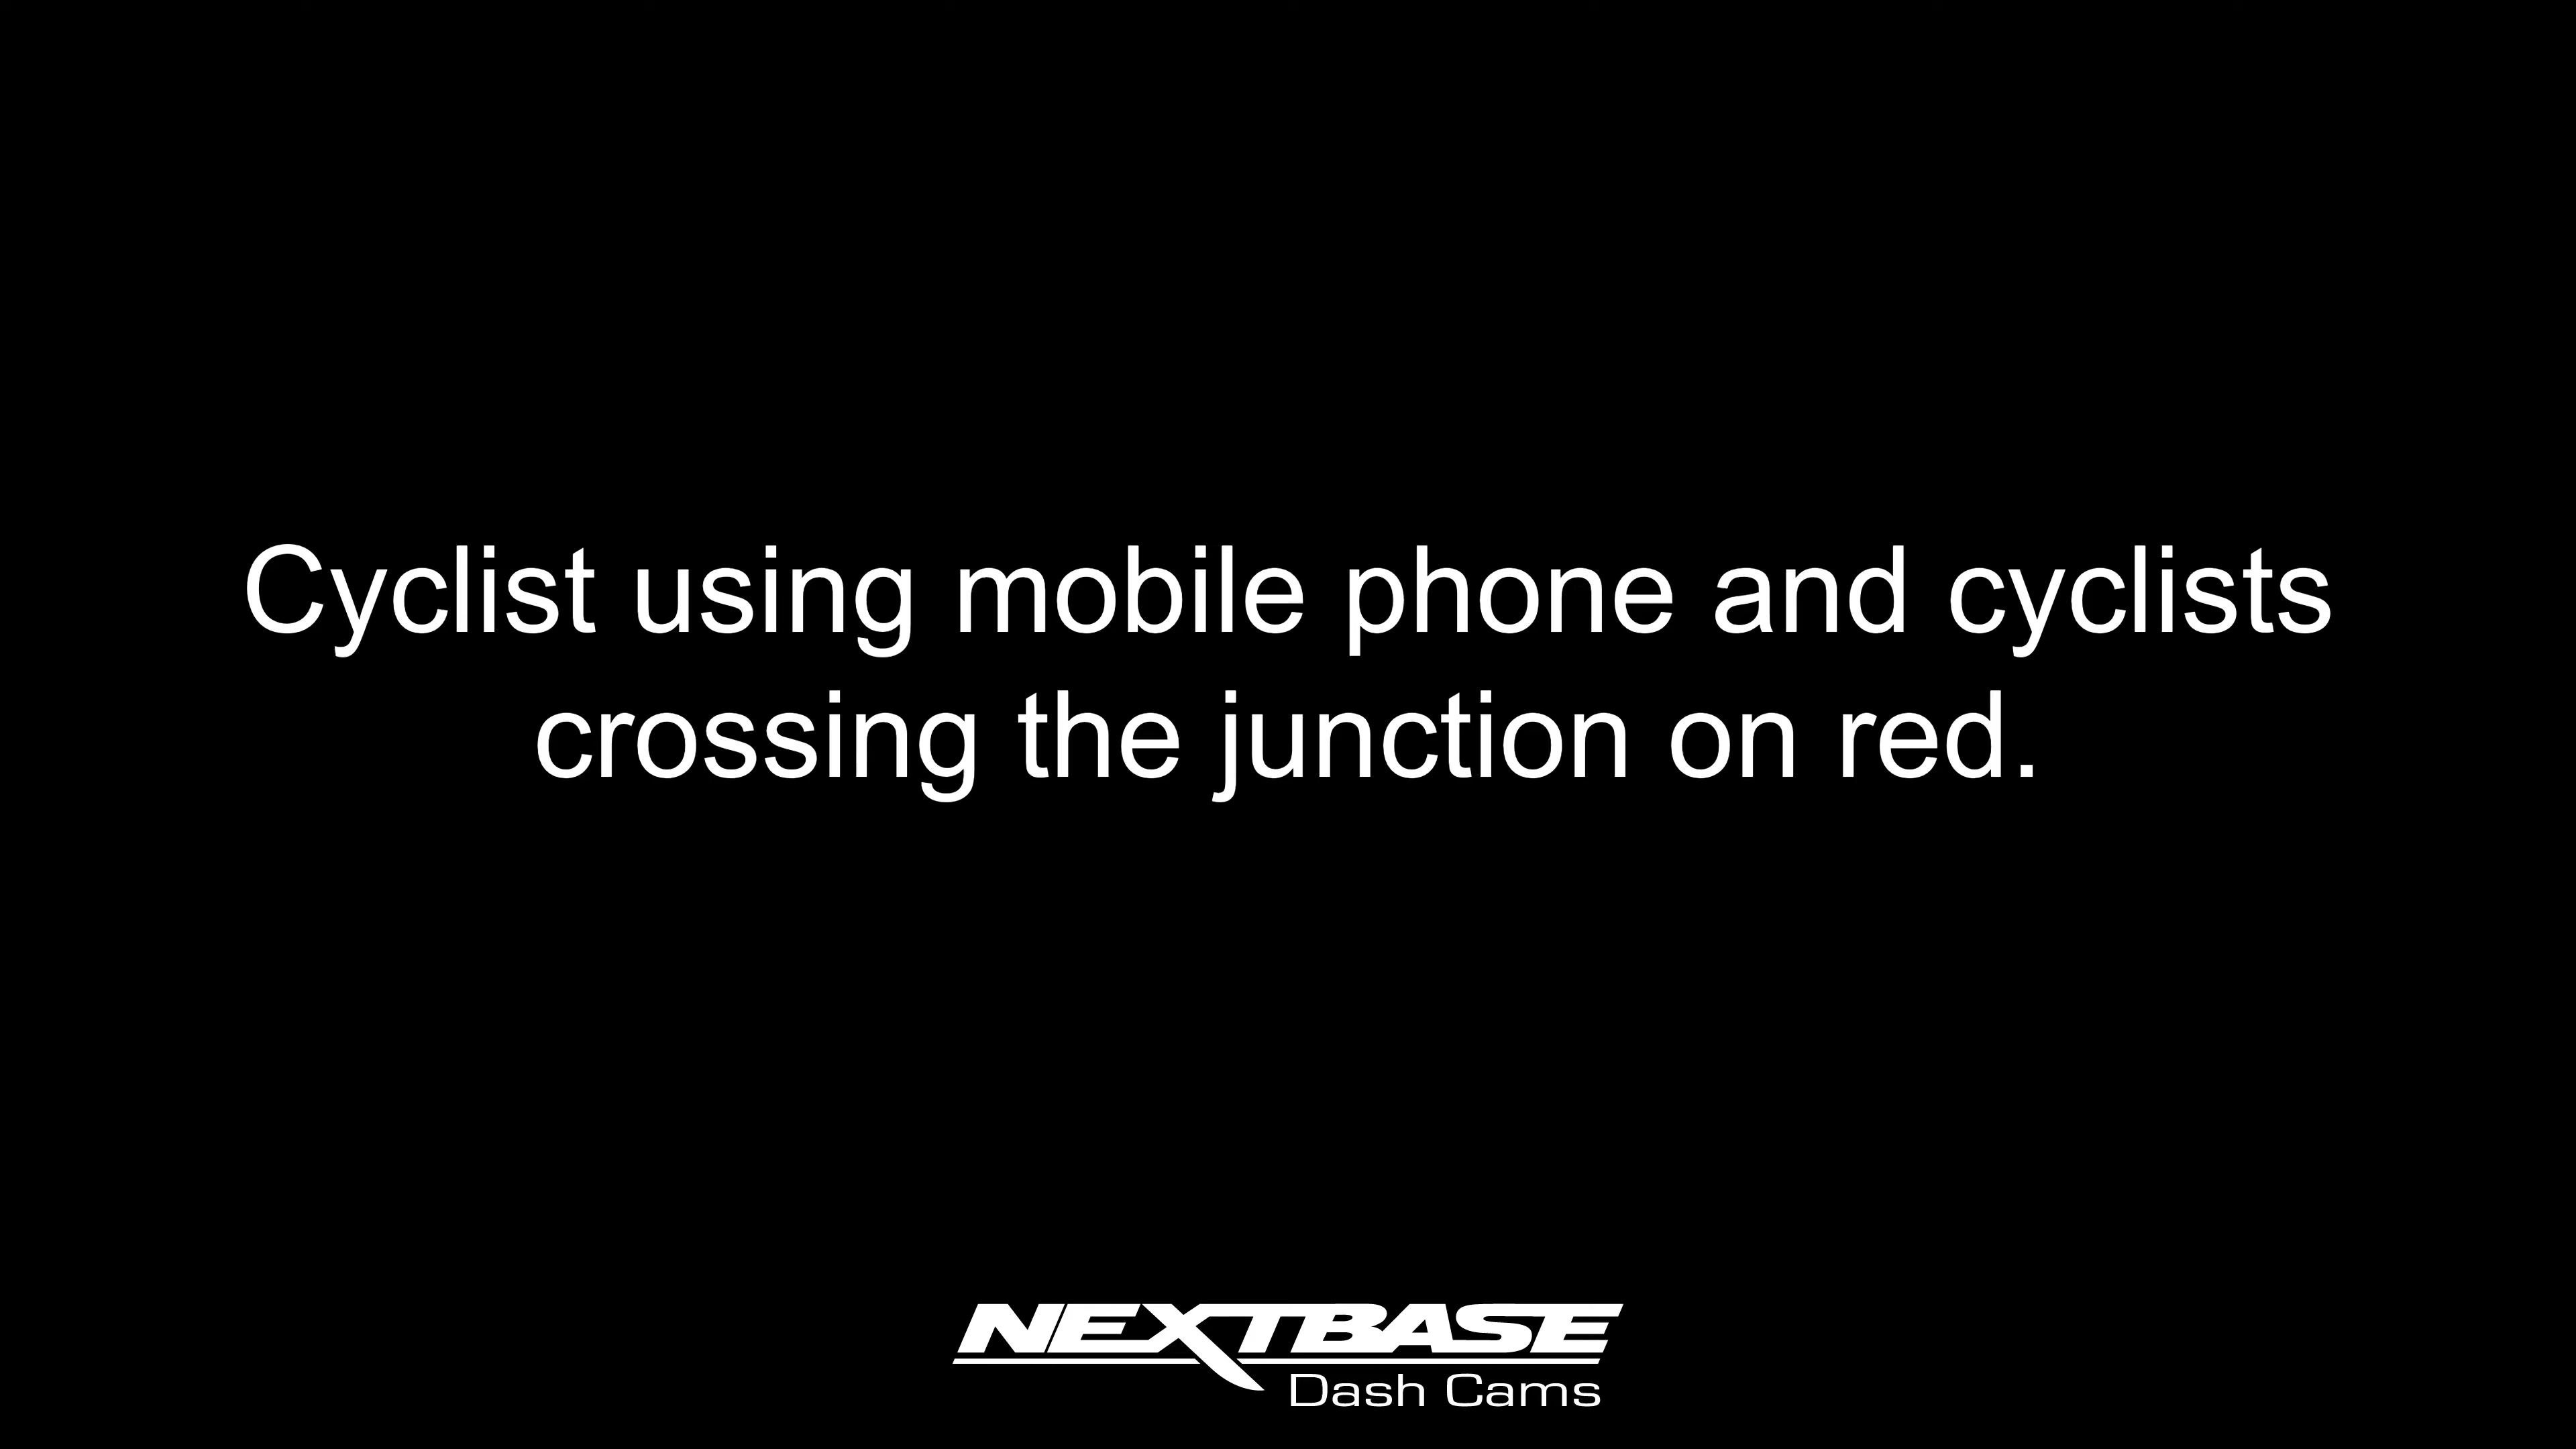 Cyclist using mobile phone and cyclists
crossing the junction on red.
NEXTBASE
Dash Cams